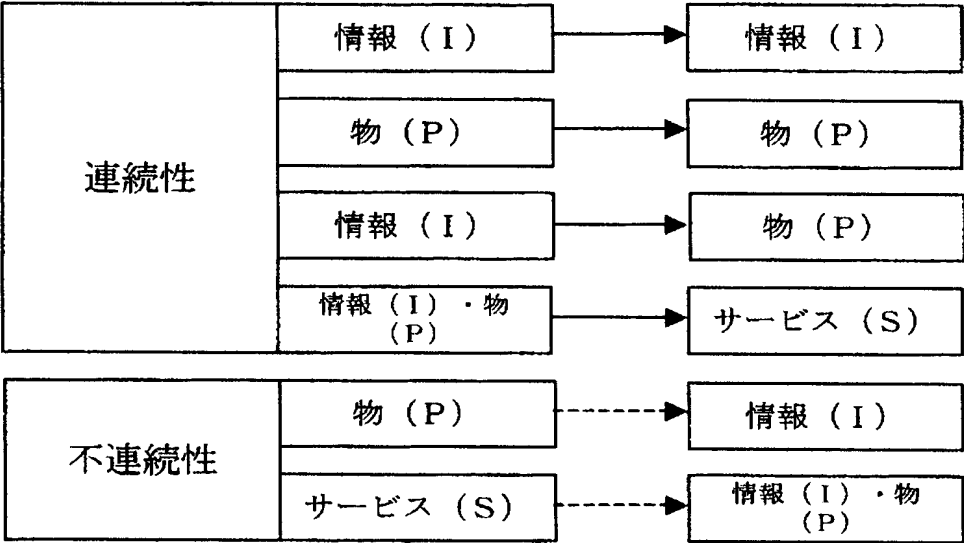 情報（I）
情報（I）
物（P）
物（P）
連続性
情報（I）
物（P）
情報（I）・物
（P）
サービス（S）
物（P）
情報（I）
不連続性
サービス（S）
情報（I）・物
（P）